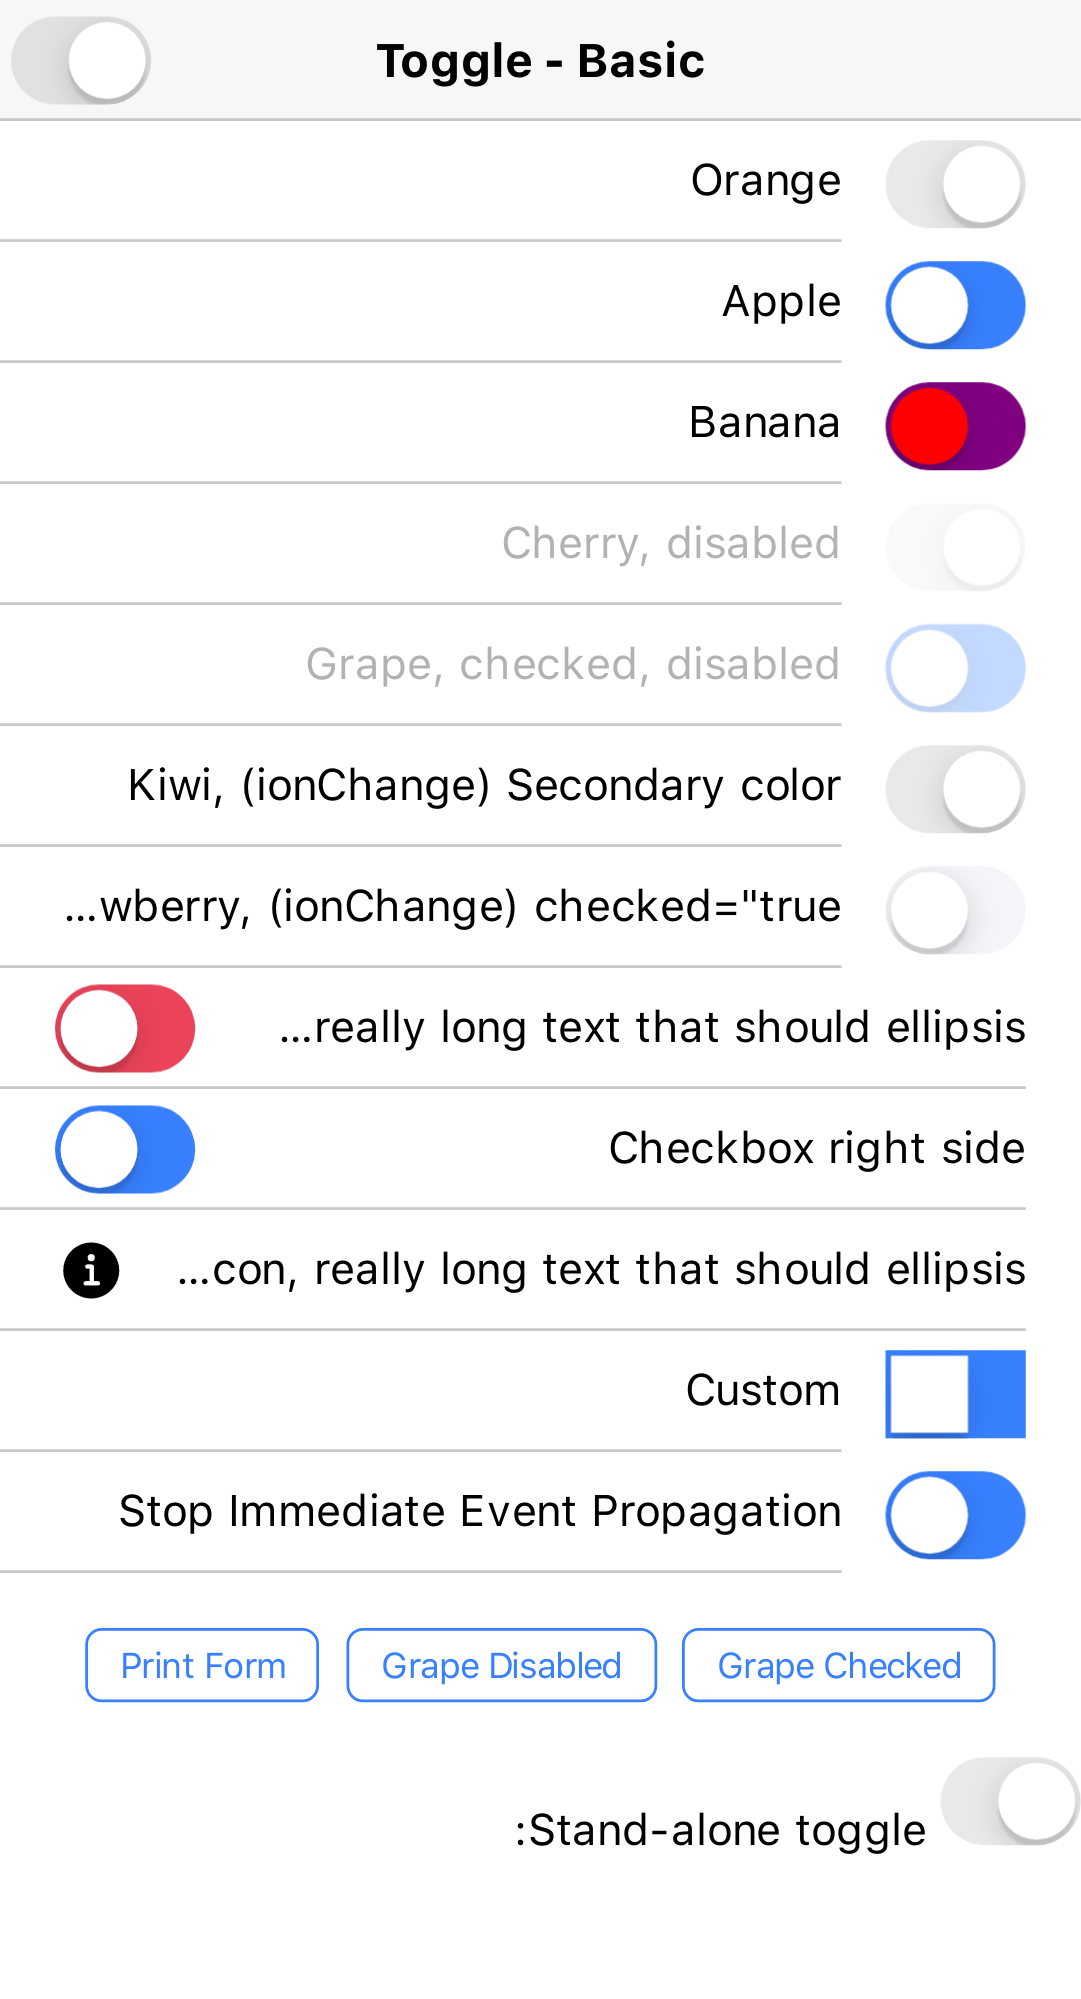 Toggle - Basic
Orange
Apple
Banana
Cherry, disabled
Grape, checked, disabled
Kiwi, (ionChange) Secondary color
...wberry, (ionChange) checked="true
...really long text that should ellipsis
Checkbox right side
...con, really long text that should ellipsis
Custom
Stop Immediate Event Propagation
Print Form Grape Disabled Grape Checked
:Stand-alone toggle